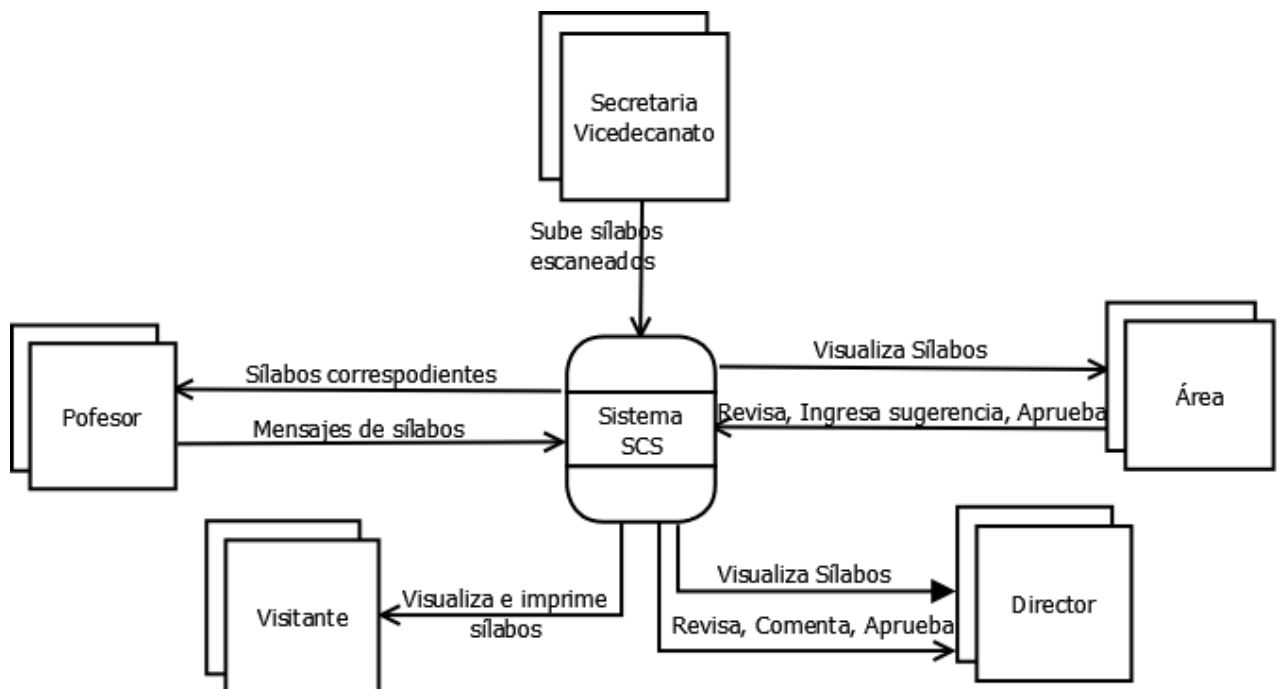 Secretaria
Vicedecanato
Sube sílabos
escaneados
Visualiza Sílabos
Sílabos correspodientes
Revisa, Ingresa sugerencia, Aprueba
Área
Pofesor
Mensajes de sílabos
Sistema
SCS
Visualiza Sílabos
Visualiza e imprime
sílabos
Visitante
Director
Revisa, Comenta, Aprueba